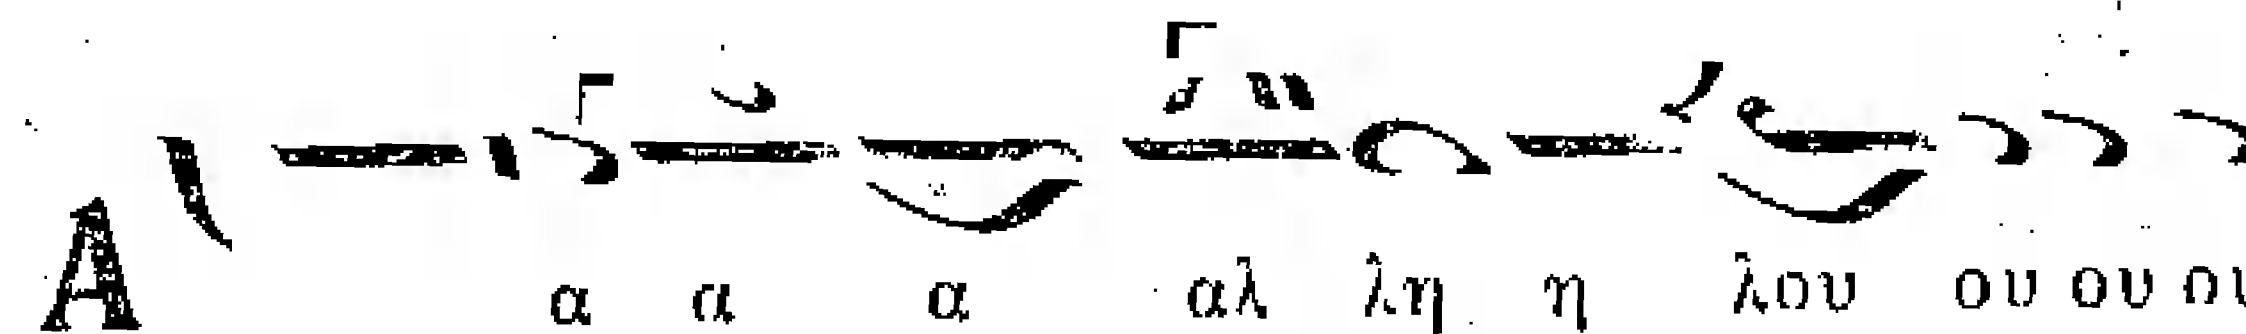 Α α α α αλ λη η λου ου ου ου